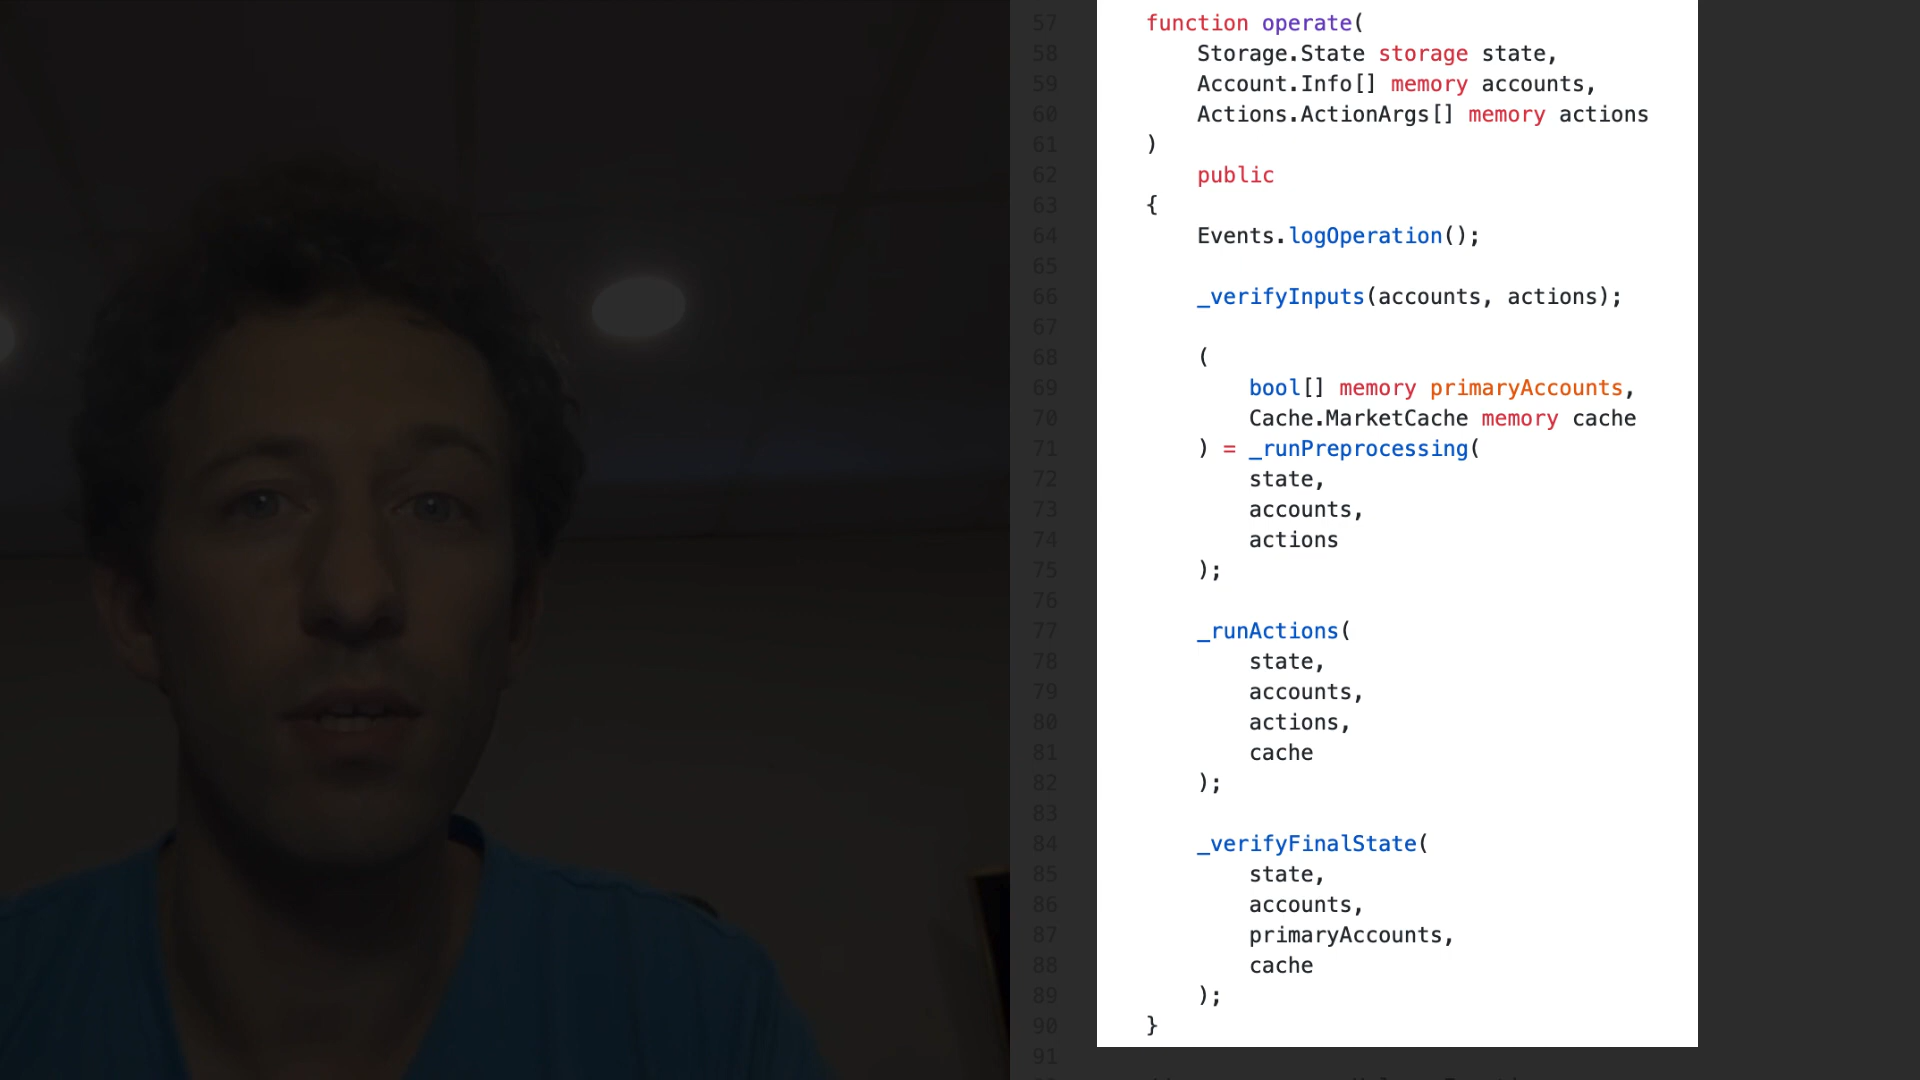 57 function operate(
58 Storage.State storage state,
59 Account.Info[] memory accounts,
60 Actions.ActionArgs[] memory actions
61 )
62 public
63 {
64 Events.logOperation();
65
66 _verifyInputs(accounts, actions);
67
68 (
69 bool[] memory primaryAccounts,
70 Cache.MarketCache memory cache
71 ) = _runPreprocessing(
72 state,
73 accounts,
74 actions
75 );
76
77 _runActions(
78 state,
79 accounts,
80 actions,
81 cache
82 );
83
84 _verifyFinalState(
85 state,
86 accounts,
87 primaryAccounts,
88 cache
89 );
90 }
91